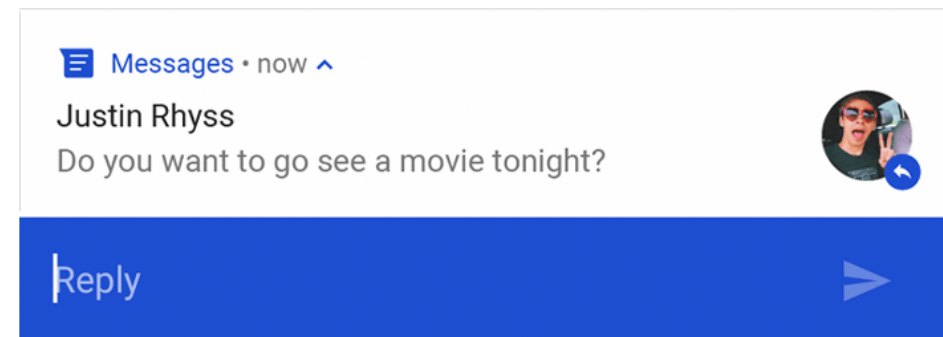 Messages • now
Justin Rhyss
Do you want to go see a movie tonight?
Reply